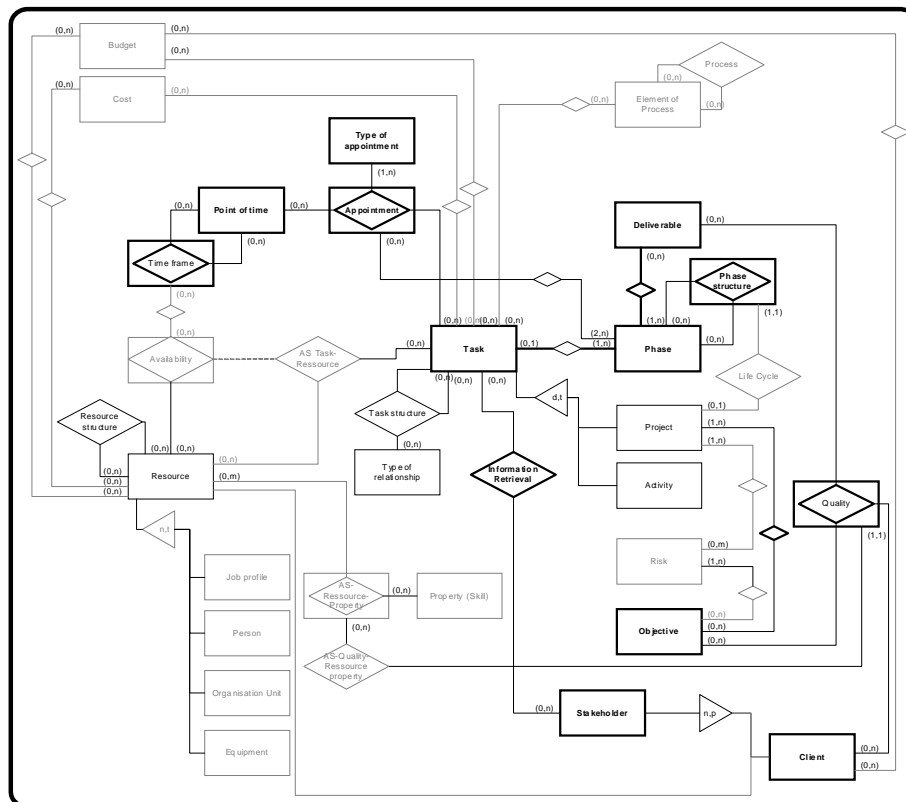 (0,n)
(0,n)
Budget
(0,n)
Process
(0,n)
(0,n)
(0,n)
Cost
(0,n)
(0,n)
Element of
Process
(0,n)
Type of
appointment
(1,n)
(0,n)
Point of time
(0,n)
Appointment
(0,n)
(0,n)
Deliverable
(0,n)
(0,n)
Time frame
Phase
structure
(0,n)
(1,1)
(0,n)
(0,n)
(0,n)
(0,n)
(0,n)
(1,n)
(0,n)
(2,n)
(0,n)
Availability
AS Task-
Ressource
(0,n)
Task
(0,1)
(1,n)
Phase
(0,n)
(0,n)
(0,n)
(0,n)
Life Cycle
d,t
Resource
structure
Task structure
(0,1)
Project
(1,n)
(1,n)
(0,n)
(0,n)
(0,n)
Type of
relationship
(0,n)
(0,n)
(0,n)
(0,n)
Resource
(0,m)
Information
Retrieval
Activity
Quality
(1,1)
n,t
Job profile
(0,m)
Risk
(1,n)
AS-
Ressource-
Property
(0,n)
Property (Skill)
Person
(0,n)
(0,n)
Objective
(0,n)
(0,n)
AS-Quality-
Ressource
property
Organisation Unit
(0,n)
Stakeholder
n,p
Equipment
Client
(0,n)
(0,n)